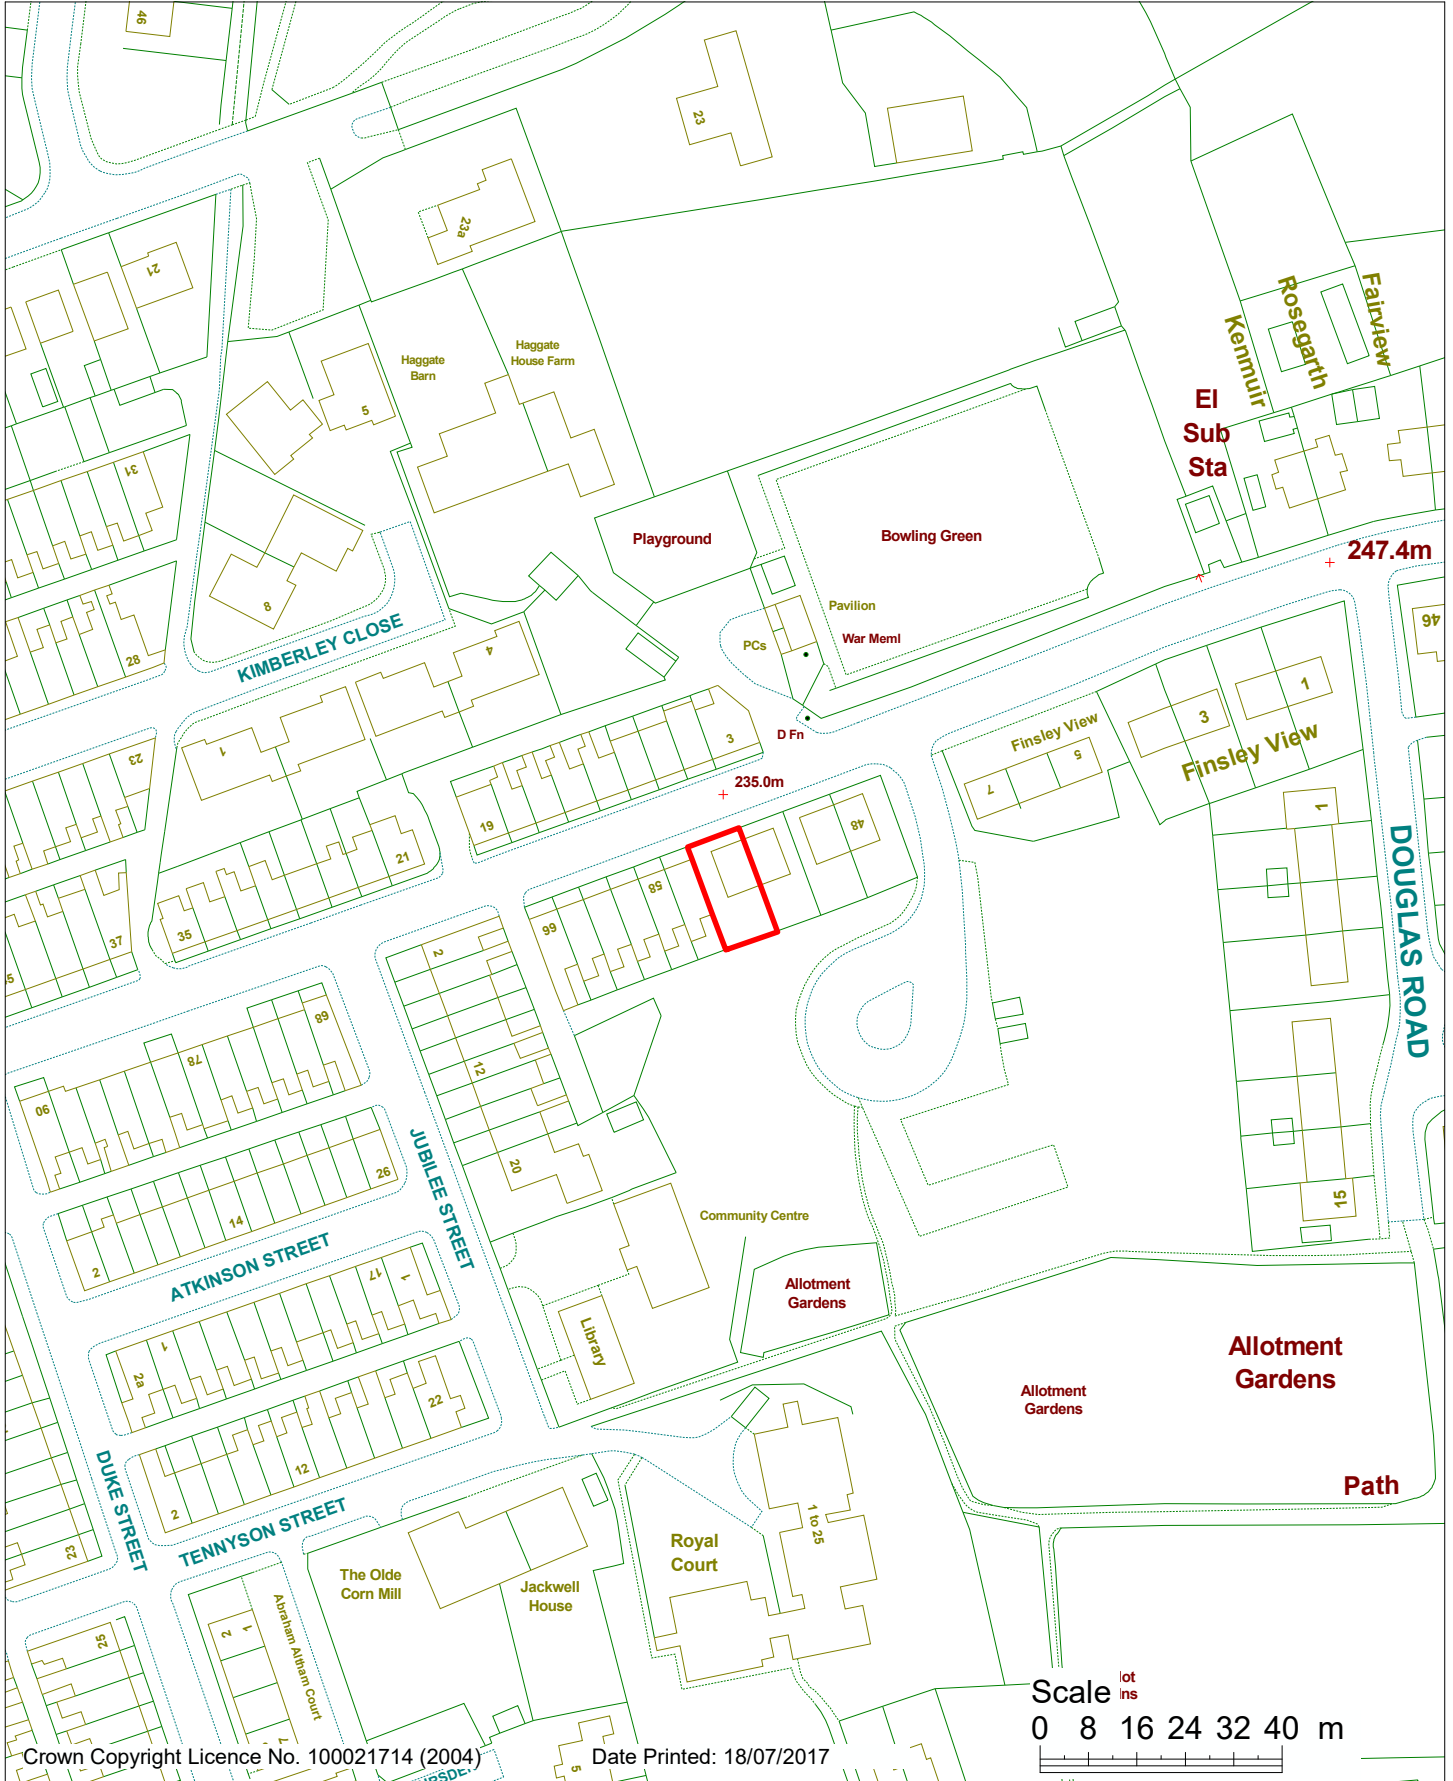 46
23
23a
21
Haggate
Barn
Haggate
House Farm
5
Kenmuir
Rosegarth
Fairview
El
Sub
Sta
31
Playground
Bowling Green
247.4m
8
Pavilion
War Meml
PCs
28
KIMBERLEY CLOSE
4
46
1
3
1
Finsley View
Finsley View
5
7
3
D Fn
235.0m
23
19
48
1
21
58
66
35
37
2
DOUGLAS ROAD
68
78
90
12
JUBILEE STREET
20
26
14
2
ATKINSON STREET
Community Centre
15
17
1
1
2a
Library
Allotment
Gardens
Allotment
Gardens
Allotment
Gardens
22
12
2
DUKE STREET
TENNYSON STREET
23
Path
1 to 25
Royal
Court
The Olde
Corn Mill
Jackwell
House
Abraham Altham Court
2
1
25
lot
ns
Scale
0 8 16 24 32 40 m
5
Crown Copyright Licence No. 100021714 (2004)
Date Printed: 18/07/2017